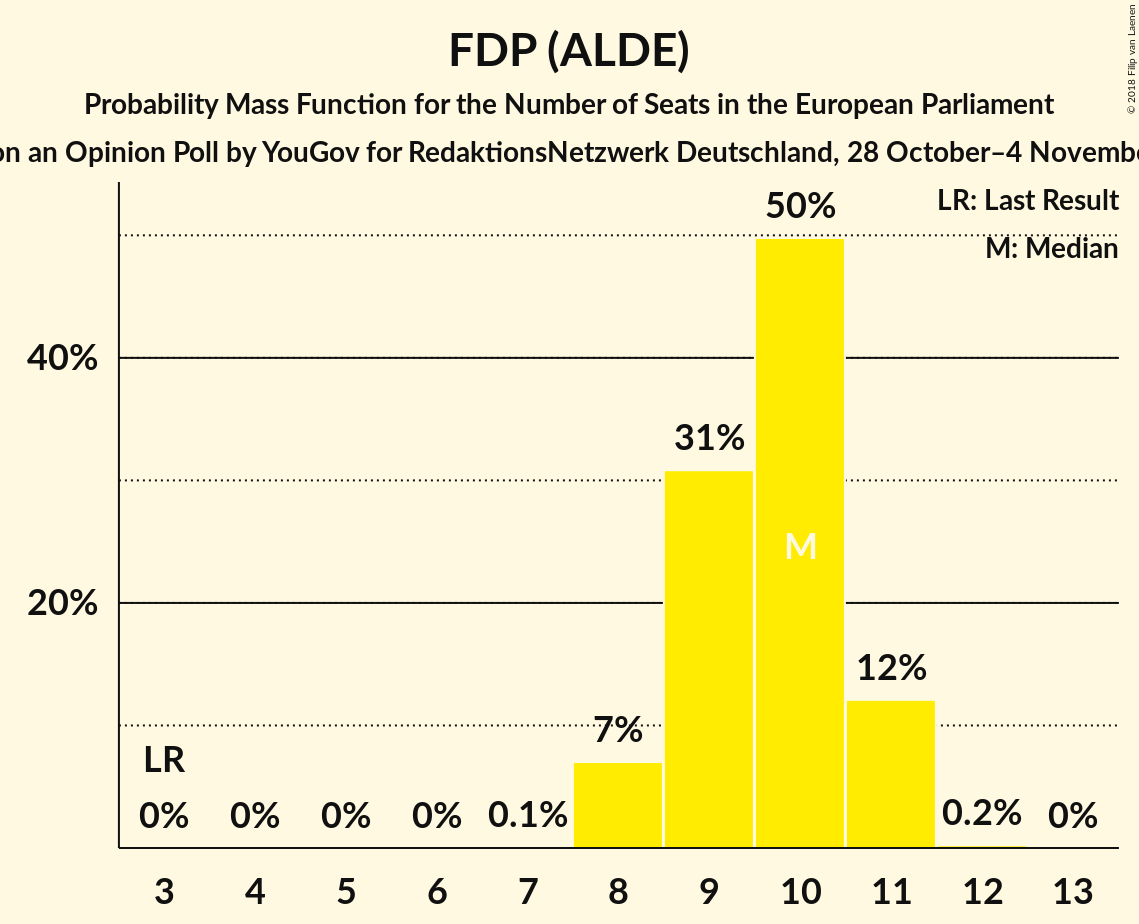 FDP (ALDE)
Probability Mass Function for the Number of Seats in the European Parliament
on an Opinion Poll by YouGov for RedaktionsNetzwerk Deutschland, 28 October–4
© 2018 Filip van Laenen
LR: Last Result
M: Median
50%
40%
31%
M
20%
12%
7%
LR
0% 0% 0% 0% 0.1% 0.2% 0%
3 4 5 6 7 8 9 10 11 12 13